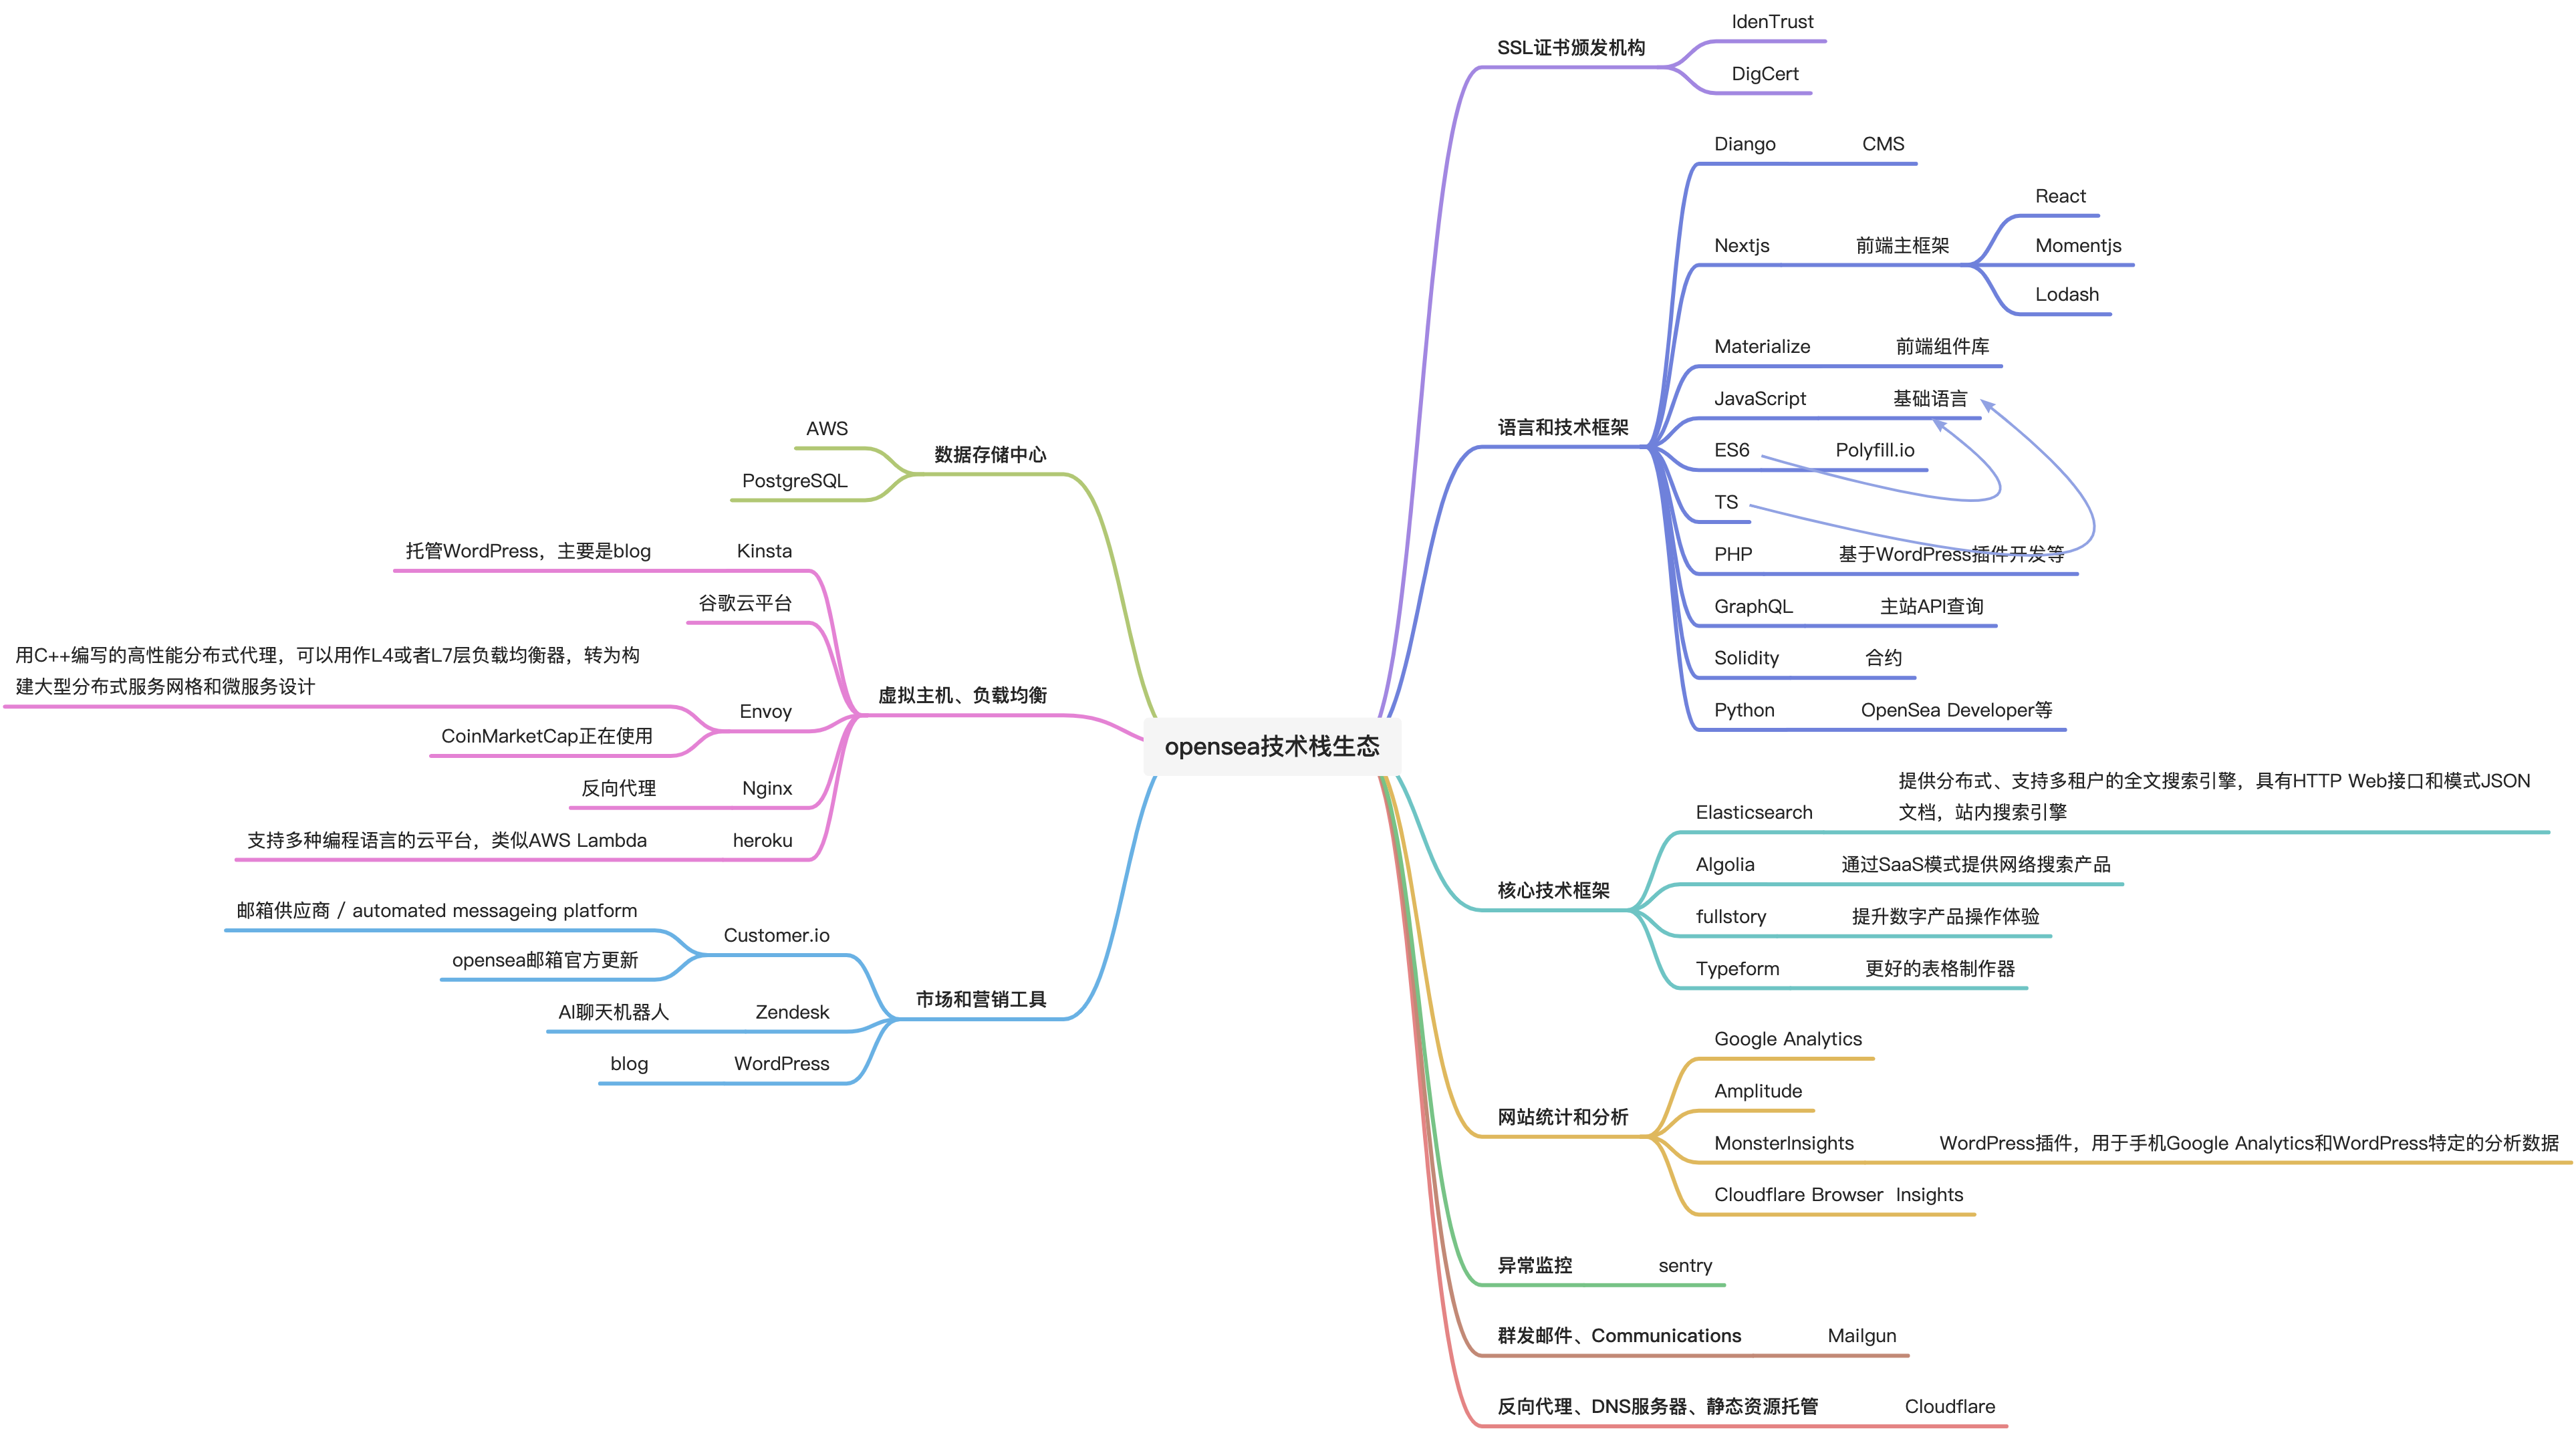 opensea技术栈生态
SSL证书颁发机构
IdenTrust
DigCert
语言和技术框架
Diango
CMS
Nextjs
前端主框架
React
Momentjs
Lodash
Materialize
前端组件库
JavaScript
基础语言
ES6
Polyfill.io
TS
PHP
基于WordPress插件开发等
GraphQL
主站API查询
Solidity
合约
Python
OpenSea Developer等
核心技术框架
Elasticsearch
提供分布式、支持多租户的全文搜索引擎，具有HTTP Web接口和模式JSON
文档，站内搜索引擎
Algolia
通过SaaS模式提供网络搜索产品
fullstory
提升数字产品操作体验
Typeform
更好的表格制作器
网站统计和分析
Google Analytics
Amplitude
MonsterInsights
WordPress插件，用于手机Google Analytics和WordPress特定的分析数据
Cloudflare Browser  Insights
异常监控
sentry
群发邮件、Communications
Mailgun
反向代理、DNS服务器、静态资源托管
Cloudflare
数据存储中心
AWS
PostgreSQL
虚拟主机、负载均衡
Kinsta
托管WordPress，主要是blog
谷歌云平台
Envoy
用C++编写的高性能分布式代理，可以用作L4或者L7层负载均衡器，转为构
建大型分布式服务网格和微服务设计
CoinMarketCap正在使用
Nginx
反向代理
heroku
支持多种编程语言的云平台，类似AWS Lambda
市场和营销工具
Customer.io
邮箱供应商 / automated messageing platform
opensea邮箱官方更新
Zendesk
AI聊天机器人
WordPress
blog